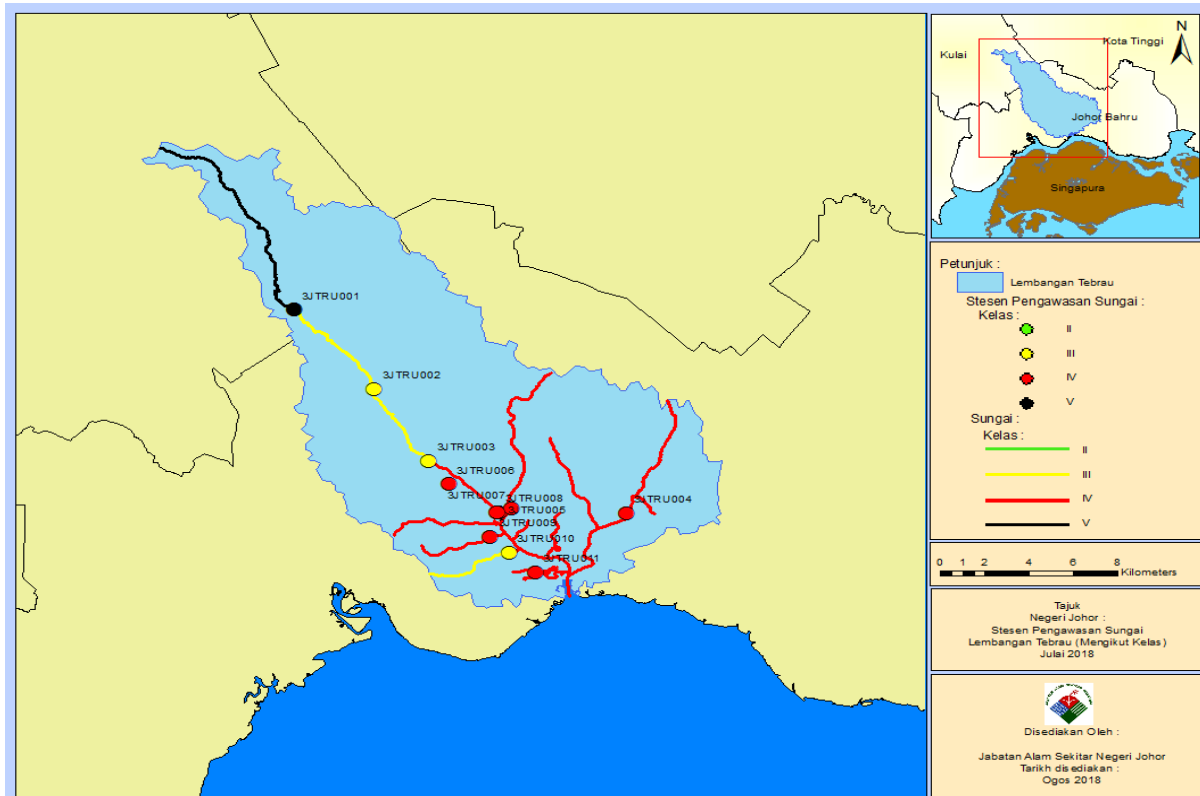 3JTRU001
3JTRU002
3JTRU003
3JTRU006
3JTRU007
3JTRU008
3JTRU005
3JTRU004
3JTRU009
3JTRU010
3JTRU011
N
Kota Tinggi
Kulai
Johor Bahru
Singapura
Petunjuk :
Lembangan Tebrau
Stesen Pengawasan Sungai :
Kelas :
II
III
IV
V
Sungai :
Kelas :
II
III
IV
V
0 1 2 4 6 8
Kilometers
Tajuk
Negeri Johor :
Stesen Pengawasan Sungai
Lembangan Tebrau (Mengikut Kelas)
Julai 2018
Disediakan Oleh :
Jabatan Alam Sekitar Negeri Johor
Tarikh disediakan :
Ogos 2018